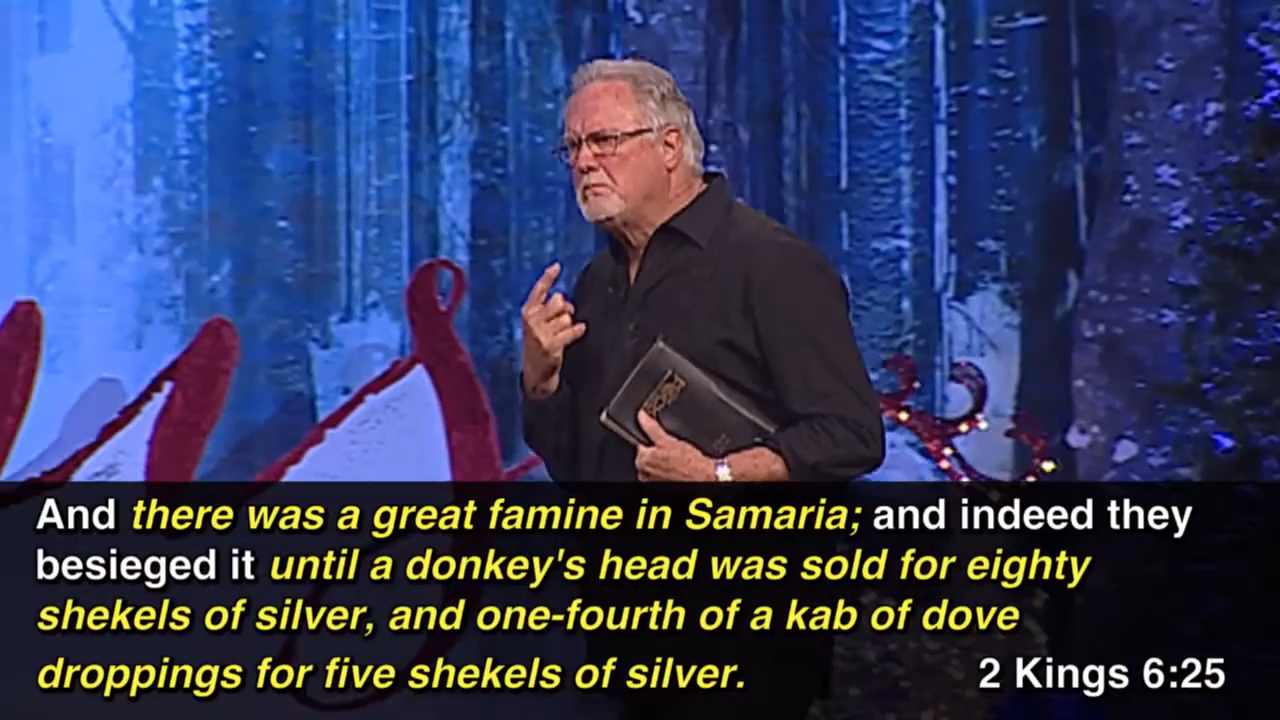 And there was a great famine in Samaria; and indeed they
besieged it until a donkey's head was sold for eighty
shekels of silver, and one-fourth of a kab of dove
droppings for five shekels of silver. 2 Kings 6:25